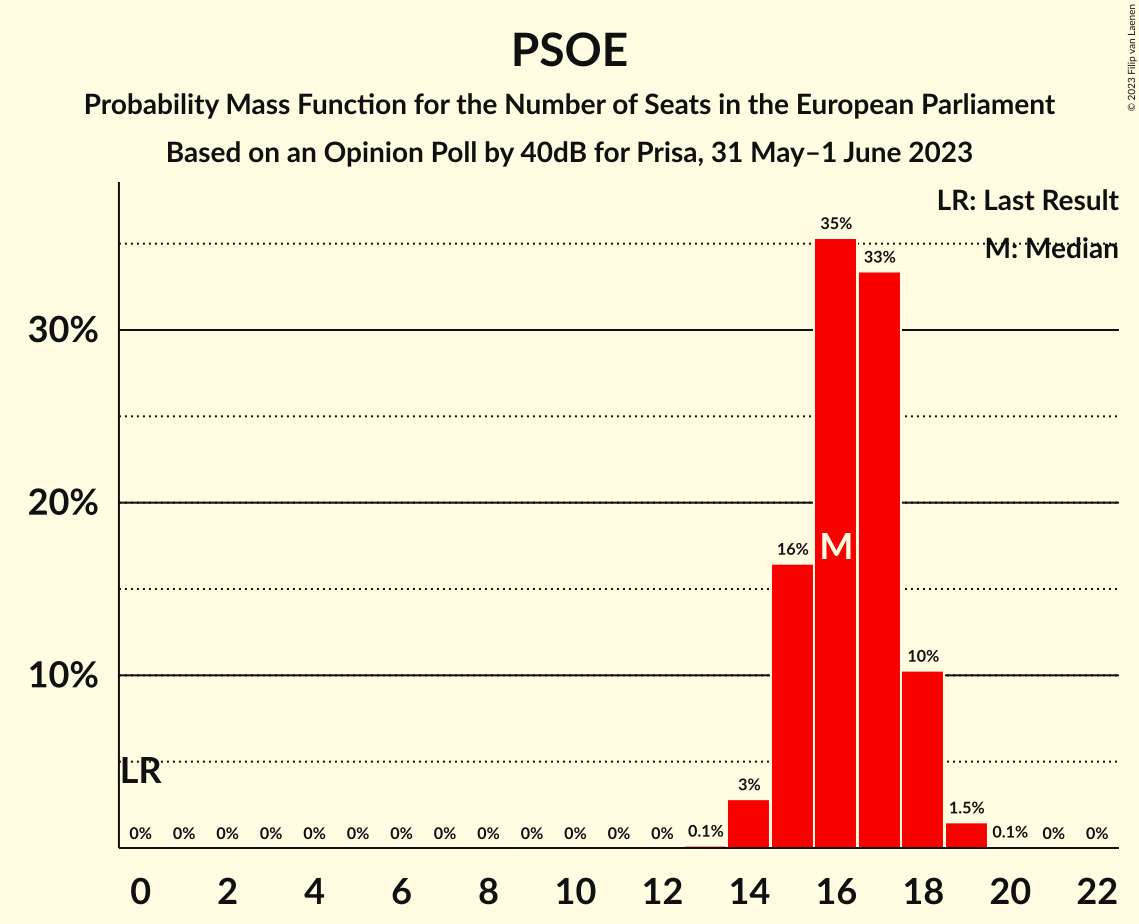 PSOE
Probability Mass Function for the Number of Seats in the European Parliament
Based on an Opinion Poll by 40dB for Prisa, 31 May–1 June 2023
© 2023 Filip van Laenen
LR: Last Result
M: Median
35%
33%
30%
20%
16%
M
10%
10%
LR
3%
1.5%
0% 0% 0% 0% 0% 0% 0% 0% 0% 0% 0% 0% 0% 0.1% 0.1% 0% 0%
0 2 4 6 8 10 12 14 16 18 20 22